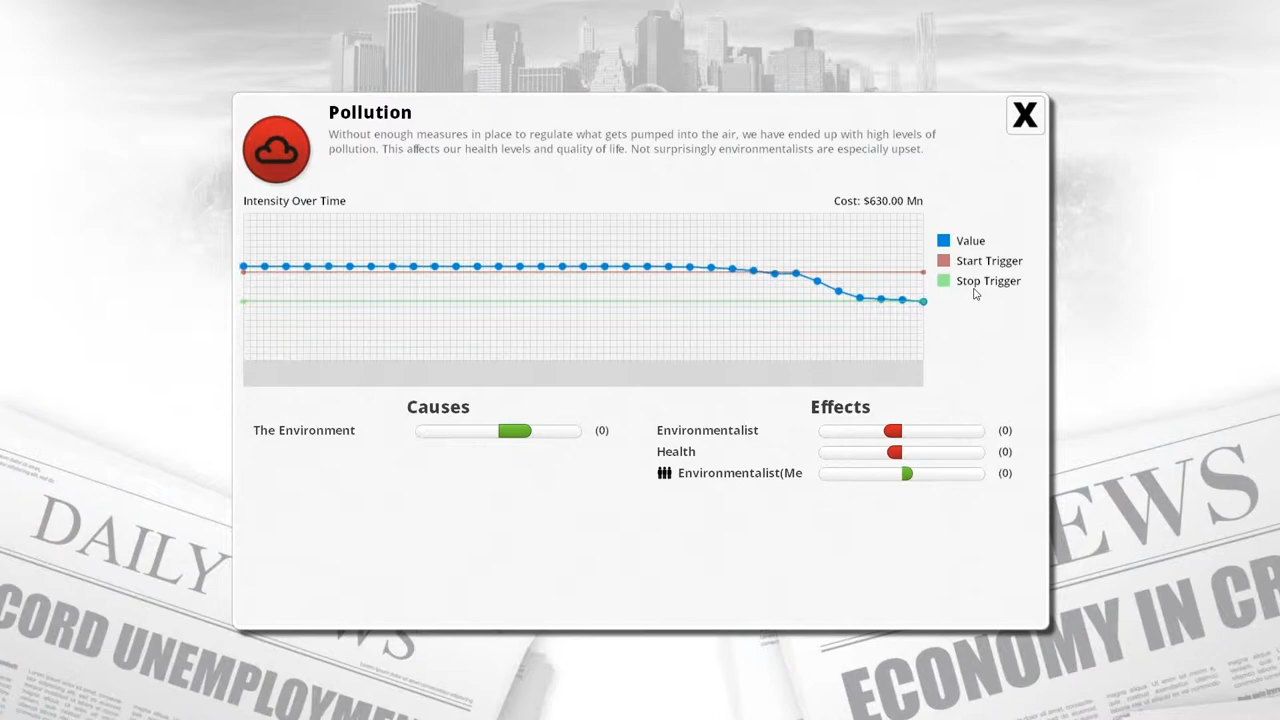 Pollution
X
Without enough measures in place to regulate what gets pumped into the air, we have ended up with high levels of
pollution. This affects our health levels and quality of life. Not surprisingly environmentalists are especially upset.
Intensity Over Time
Cost: $630.00 Mn
Value
Start Trigger
Stop Trigger
Causes
Effects
The Environment
(0)
Environmentalist
(0)
Health
(0)
Environmentalist(Me
(0)
DAILY
NEWS
EWS
CORD UNEMPLOYMEN
ECONOMY IN CR